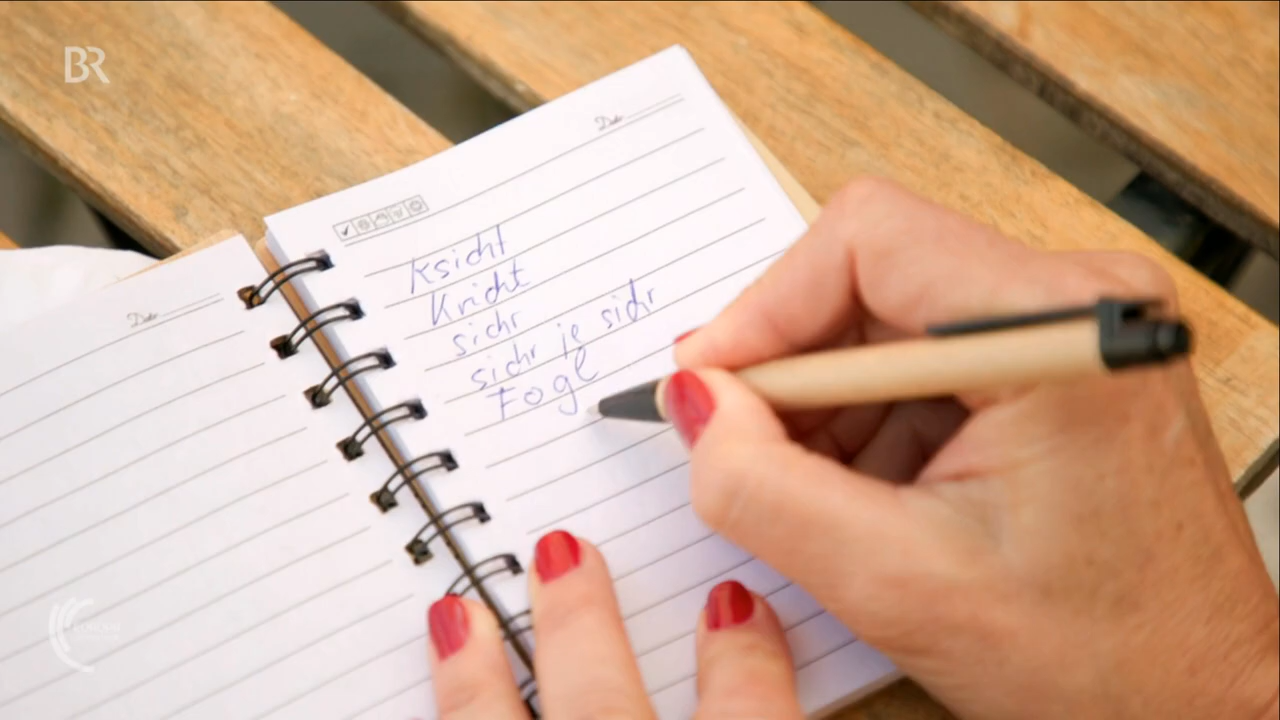 BR
Date
Date
Ksicht
Kricht
sichr
sichr je sichr
Fogl